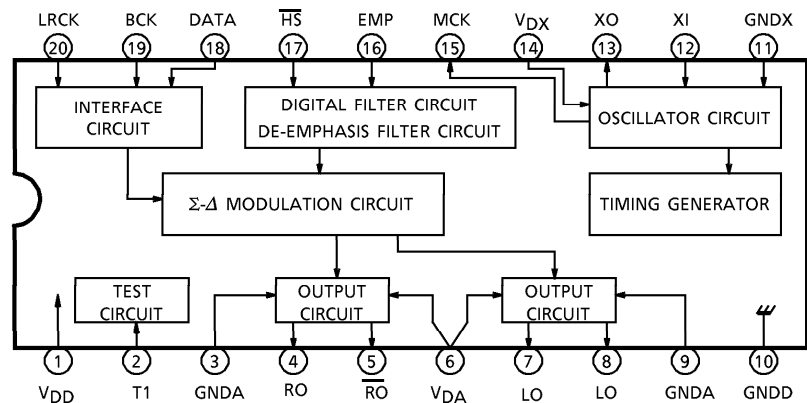 LRCK BCK DATA H̅S̅ EMP MCK VDX XO XI GNDX
20 19 18 17 16 15 14 13 12 11
INTERFACE
CIRCUIT
DIGITAL FILTER CIRCUIT
DE-EMPHASIS FILTER CIRCUIT
OSCILLATOR CIRCUIT
Σ-Δ MODULATION CIRCUIT
TIMING GENERATOR
TEST
CIRCUIT
OUTPUT
CIRCUIT
OUTPUT
CIRCUIT
1 2 3 4 5 6 7 8 9 10
VDD T1 GNDA RO R̅O̅ VDA LO LO GNDA GNDD